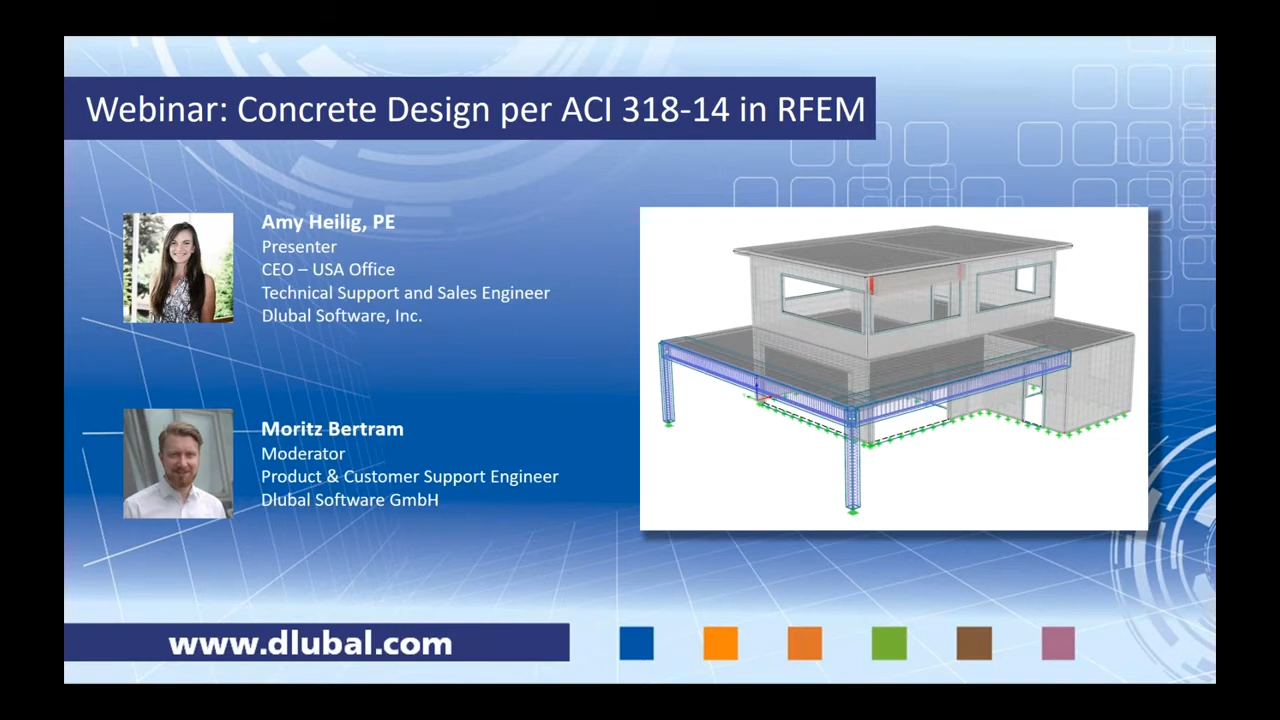 Webinar: Concrete Design per ACI 318-14 in RFEM
Amy Heilig, PE
Presenter
CEO – USA Office
Technical Support and Sales Engineer
Dlubal Software, Inc.
Moritz Bertram
Moderator
Product & Customer Support Engineer
Dlubal Software GmbH
www.dlubal.com